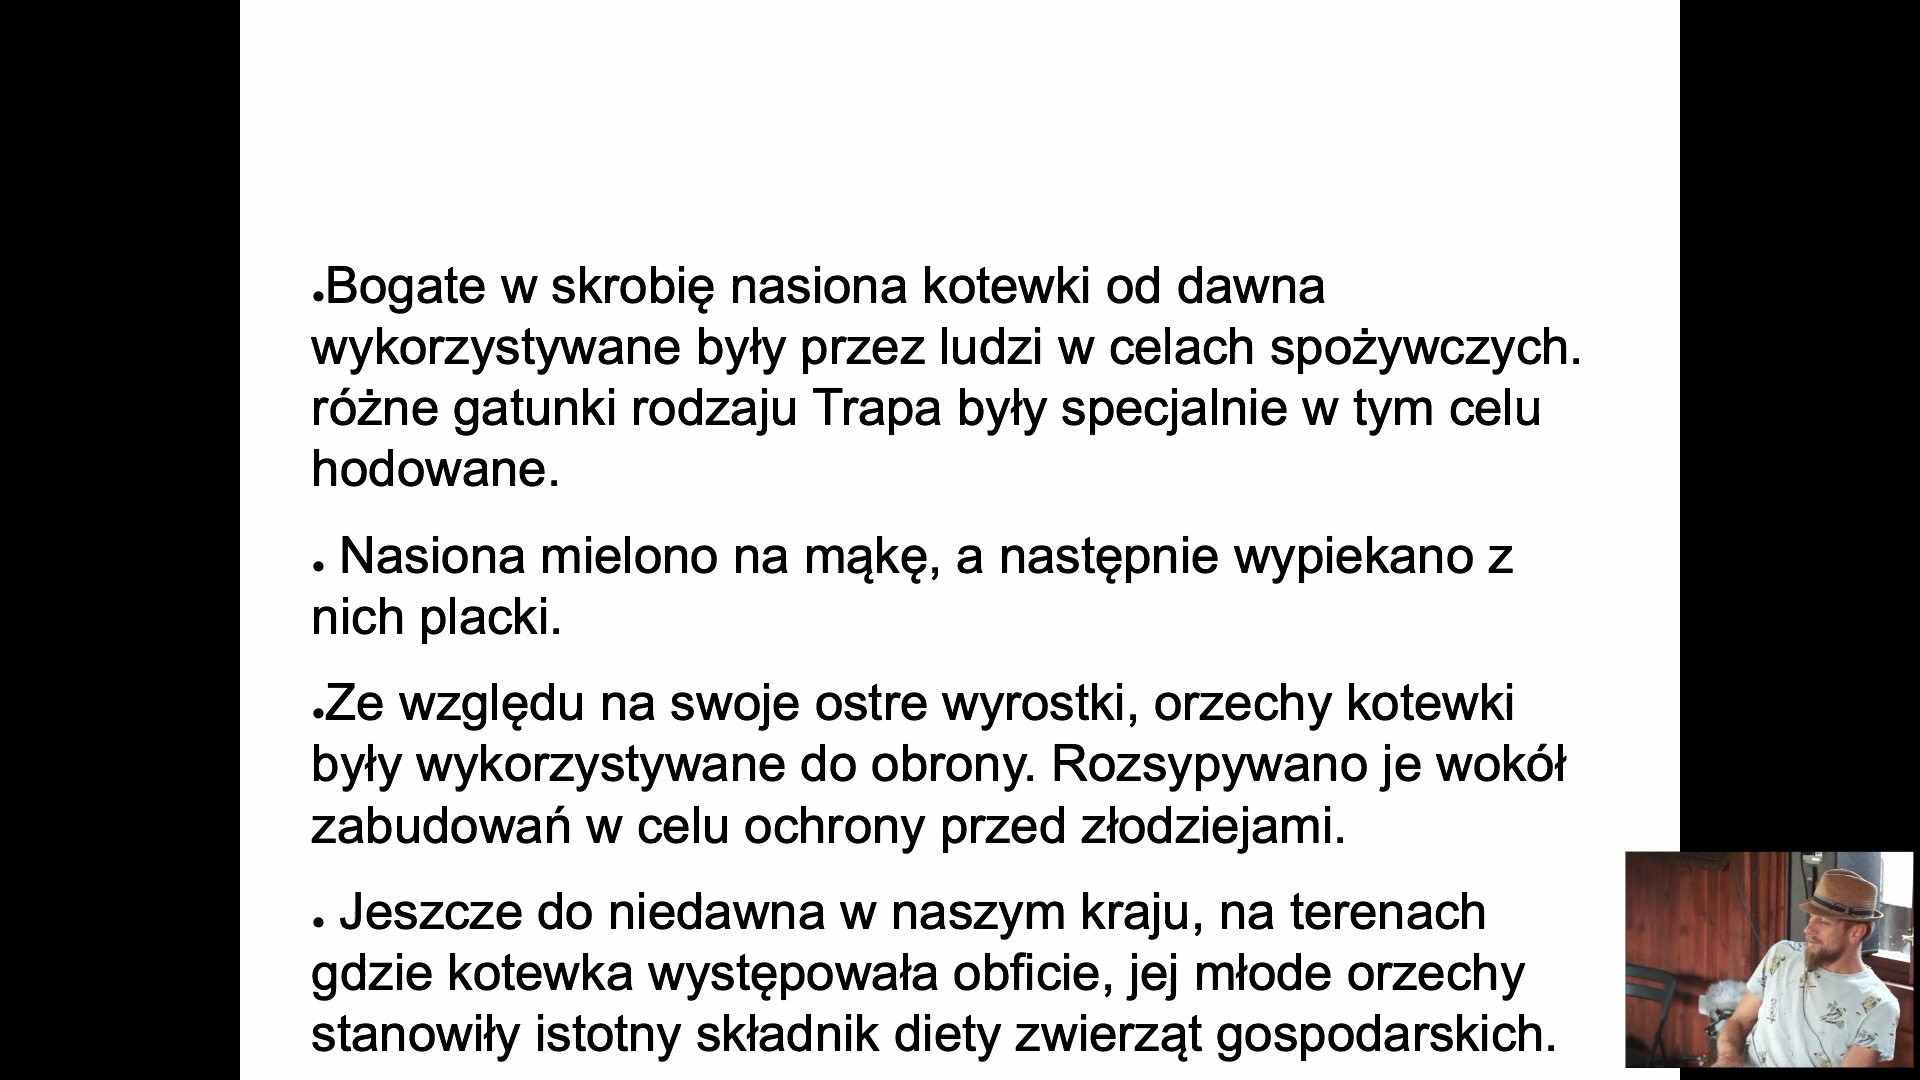 •Bogate w skrobię nasiona kotewki od dawna
wykorzystywane były przez ludzi w celach spożywczych.
różne gatunki rodzaju Trapa były specjalnie w tym celu
hodowane.
• Nasiona mielono na mąkę, a następnie wypiekano z
nich placki.
•Ze względu na swoje ostre wyrostki, orzechy kotewki
były wykorzystywane do obrony. Rozsypywano je wokół
zabudowań w celu ochrony przed złodziejami.
• Jeszcze do niedawna w naszym kraju, na terenach
gdzie kotewka występowała obficie, jej młode orzechy
stanowiły istotny składnik diety zwierząt gospodarskich.